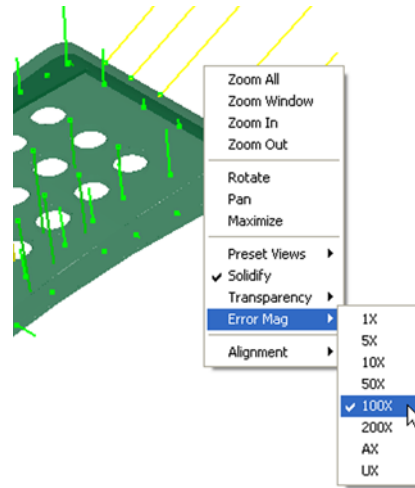 Zoom All
Zoom Window
Zoom In
Zoom Out
Rotate
Pan
Maximize
Preset Views
Solidify
Transparency
Error Mag
Alignment
1X
5X
10X
50X
100X
200X
AX
UX